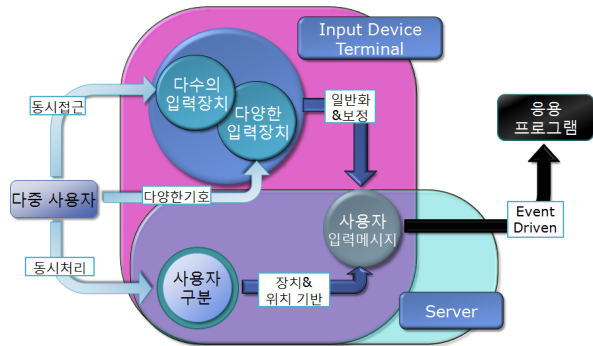 Input Device
Terminal
다수의
입력장치
다양한
입력장치
동시접근
일반화
&보정
응용
프로그램
다중 사용자
다양한기호
사용자
입력메시지
Event
Driven
동시처리
사용자
구분
장치&
위치 기반
Server